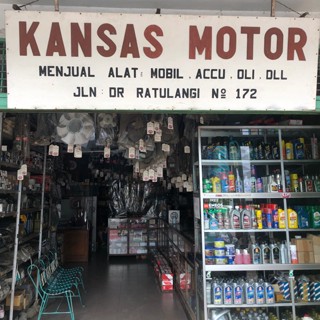 KANSAS MOTOR
MENJUAL ALAT: MOBIL . ACCU . OLI . DLL
JLN: DR RATULANGI Nº 172